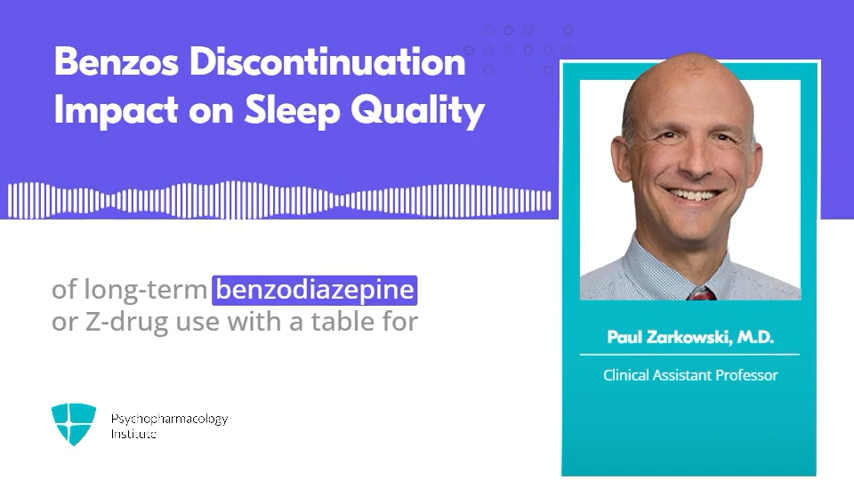 Benzos Discontinuation
Impact on Sleep Quality
of long-term benzodiazepine
or Z-drug use with a table for
Psychopharmacology
Institute
Paul Zarkowski, M.D.
Clinical Assistant Professor